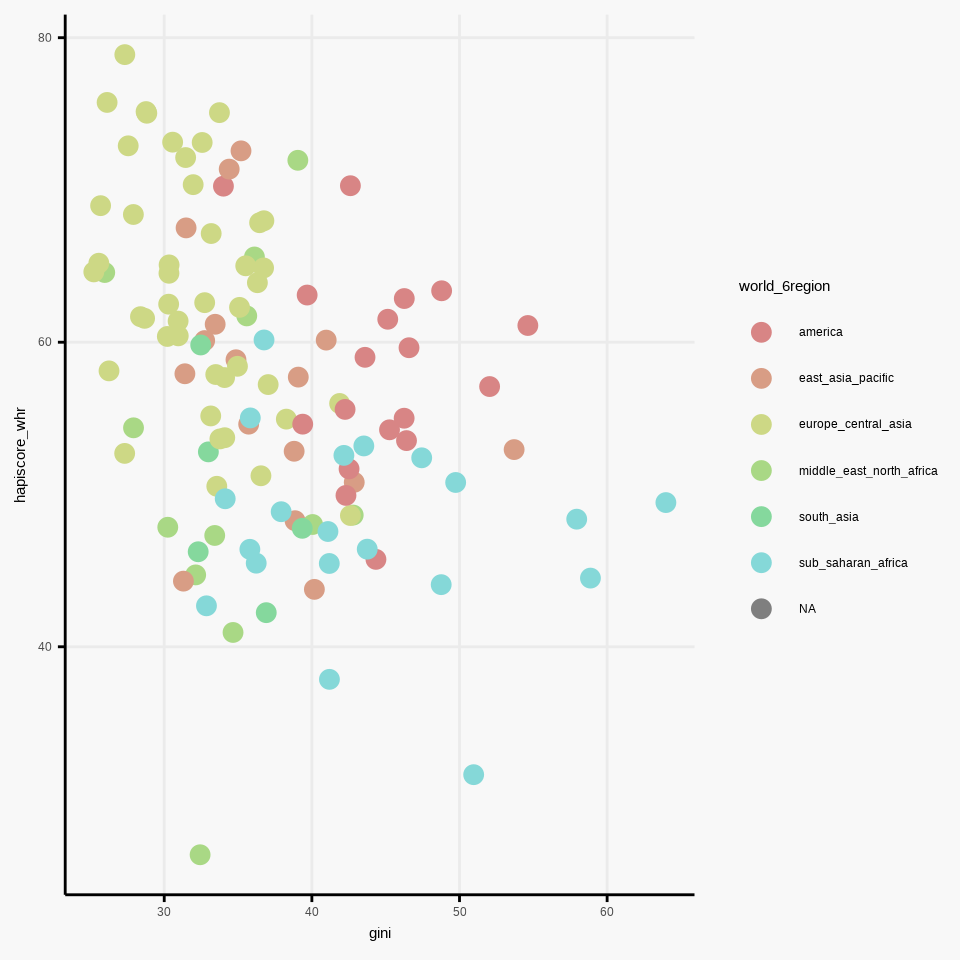 80
60
40
hapiscore_whr
30 40 50 60
gini
world_6region
america
east_asia_pacific
europe_central_asia
middle_east_north_africa
south_asia
sub_saharan_africa
NA